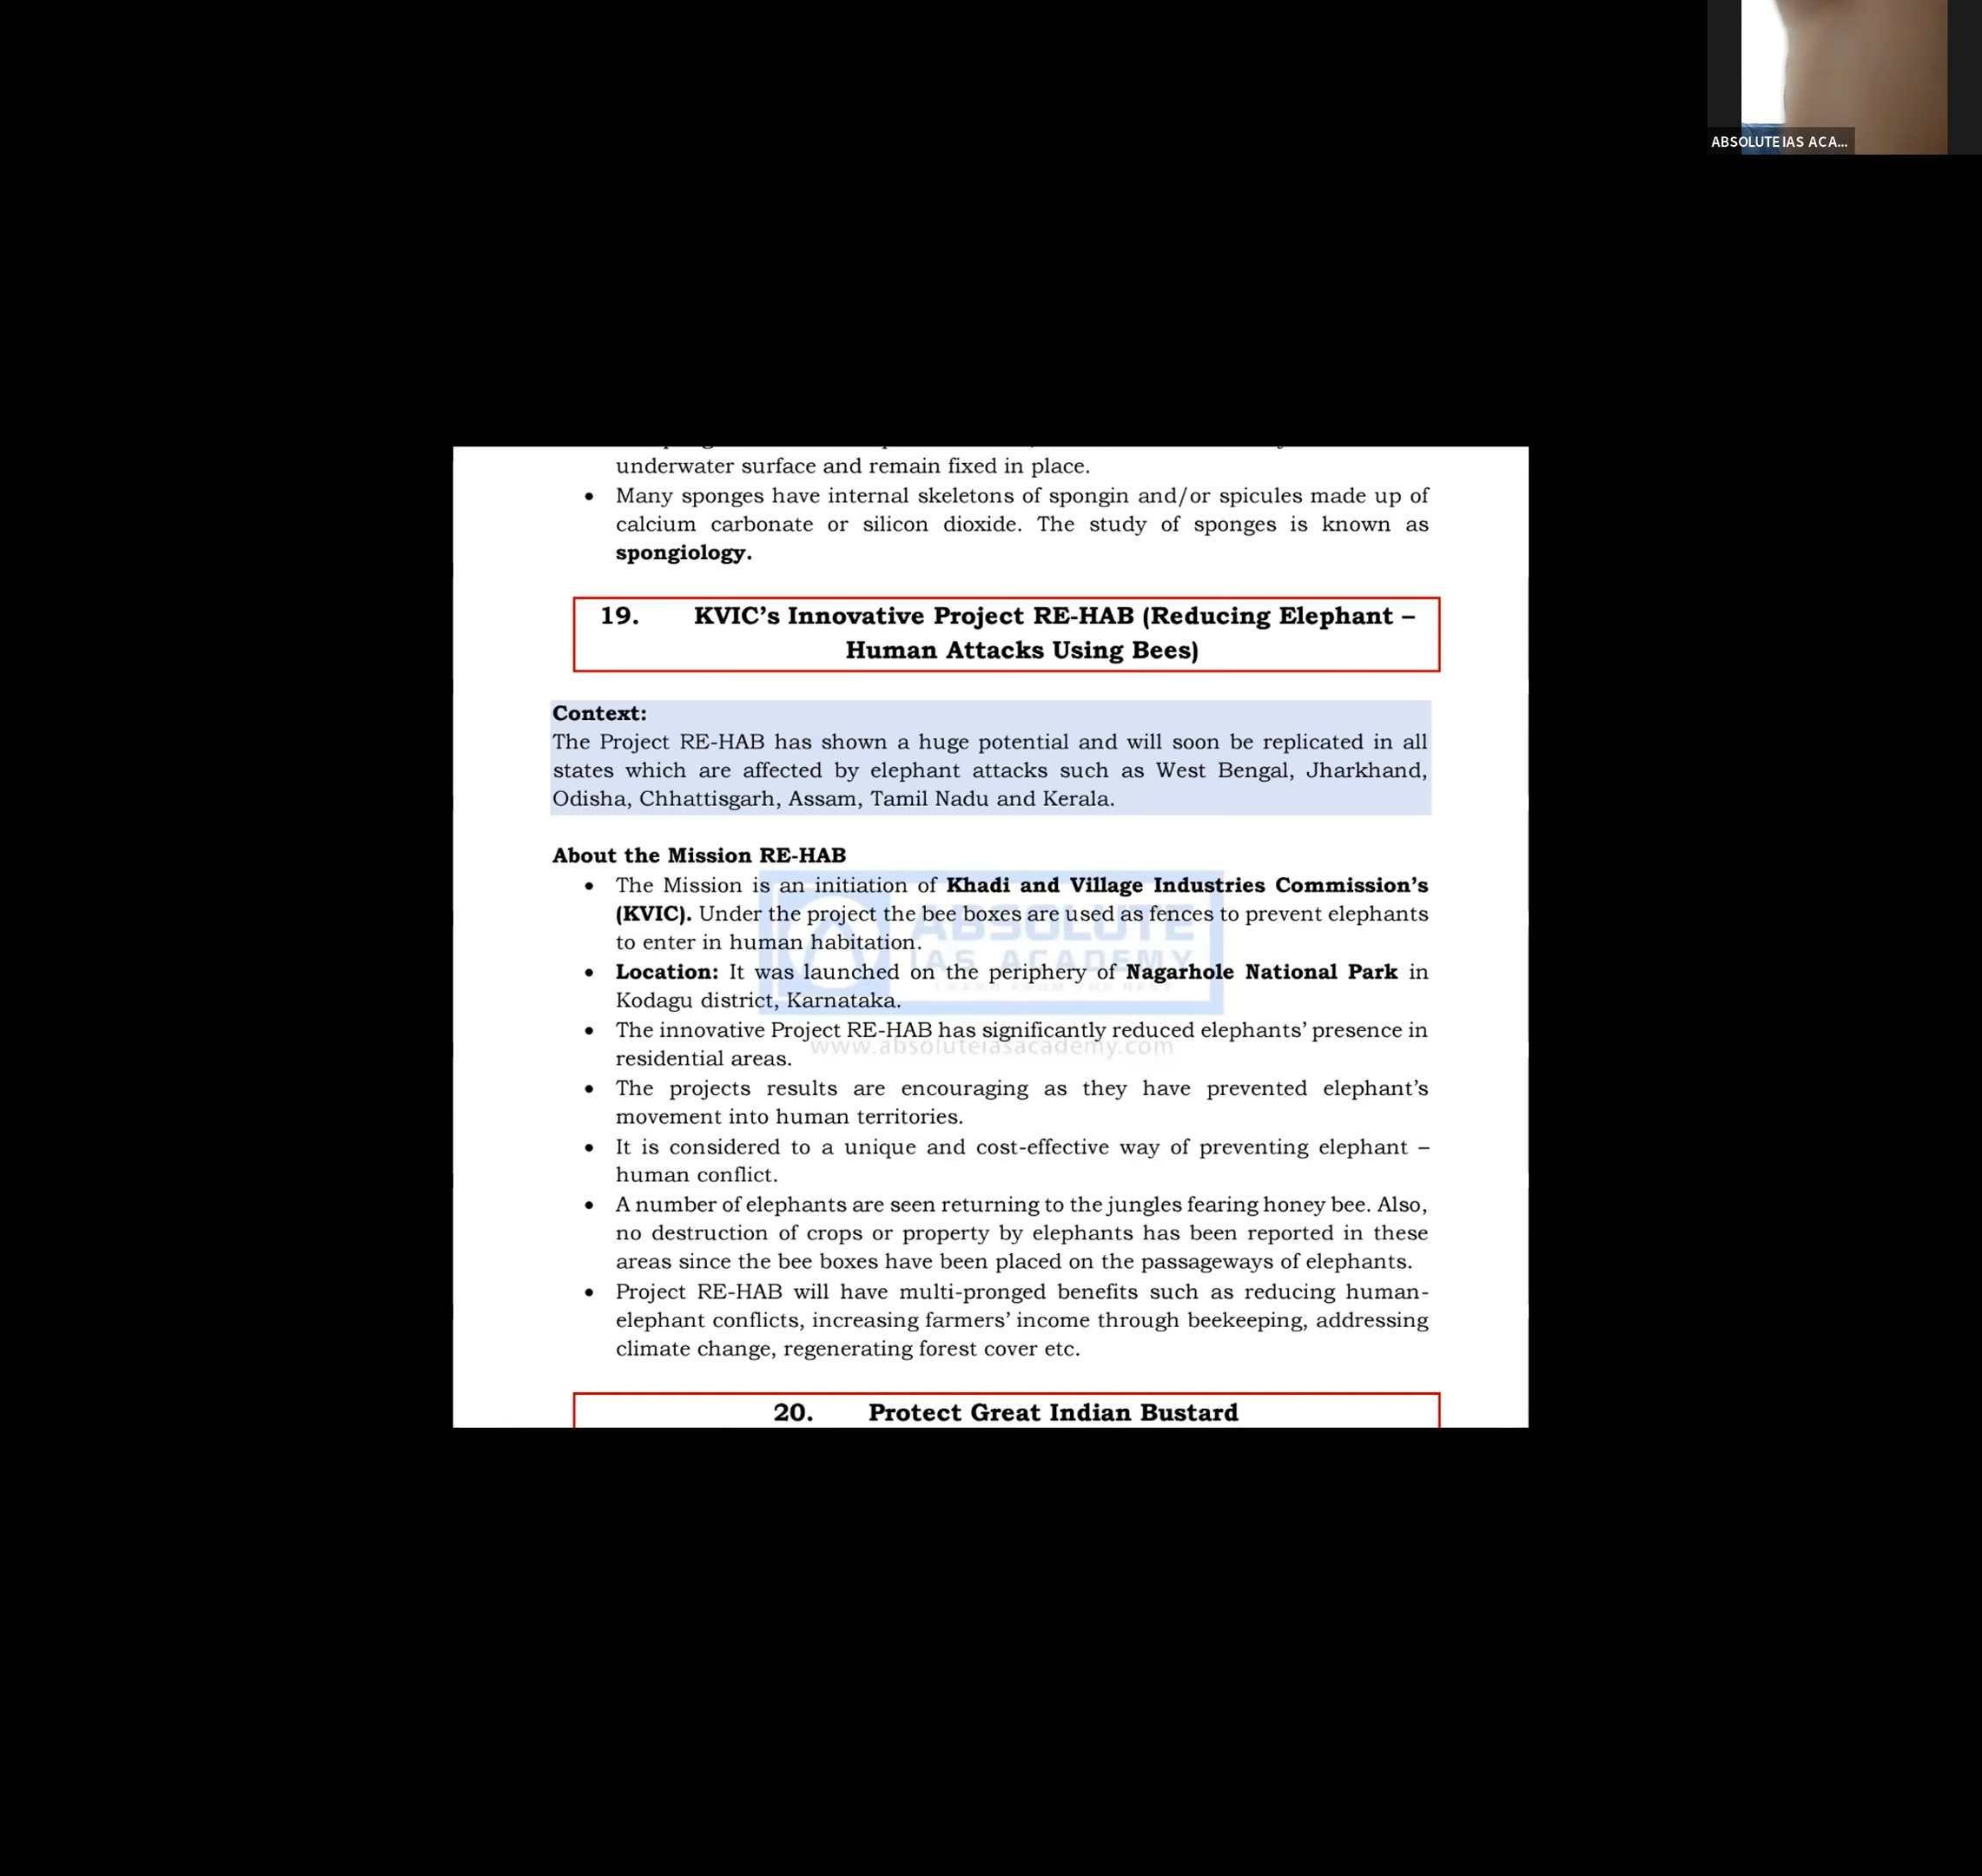 ABSOLUTE IAS ACA...
underwater surface and remain fixed in place.
• Many sponges have internal skeletons of spongin and/or spicules made up of
calcium carbonate or silicon dioxide. The study of sponges is known as
spongiology.
19. KVIC’s Innovative Project RE-HAB (Reducing Elephant –
Human Attacks Using Bees)
Context:
The Project RE-HAB has shown a huge potential and will soon be replicated in all
states which are affected by elephant attacks such as West Bengal, Jharkhand,
Odisha, Chhattisgarh, Assam, Tamil Nadu and Kerala.
About the Mission RE-HAB
• The Mission is an initiation of Khadi and Village Industries Commission’s
(KVIC). Under the project the bee boxes are used as fences to prevent elephants
to enter in human habitation.
• Location: It was launched on the periphery of Nagarhole National Park in
Kodagu district, Karnataka.
• The innovative Project RE-HAB has significantly reduced elephants’ presence in
residential areas.
• The projects results are encouraging as they have prevented elephant’s
movement into human territories.
• It is considered to a unique and cost-effective way of preventing elephant –
human conflict.
• A number of elephants are seen returning to the jungles fearing honey bee. Also,
no destruction of crops or property by elephants has been reported in these
areas since the bee boxes have been placed on the passageways of elephants.
• Project RE-HAB will have multi-pronged benefits such as reducing human-
elephant conflicts, increasing farmers’ income through beekeeping, addressing
climate change, regenerating forest cover etc.
20. Protect Great Indian Bustard
ABSOLUTE
IAS ACADEMY
www.absoluteiasacademy.com